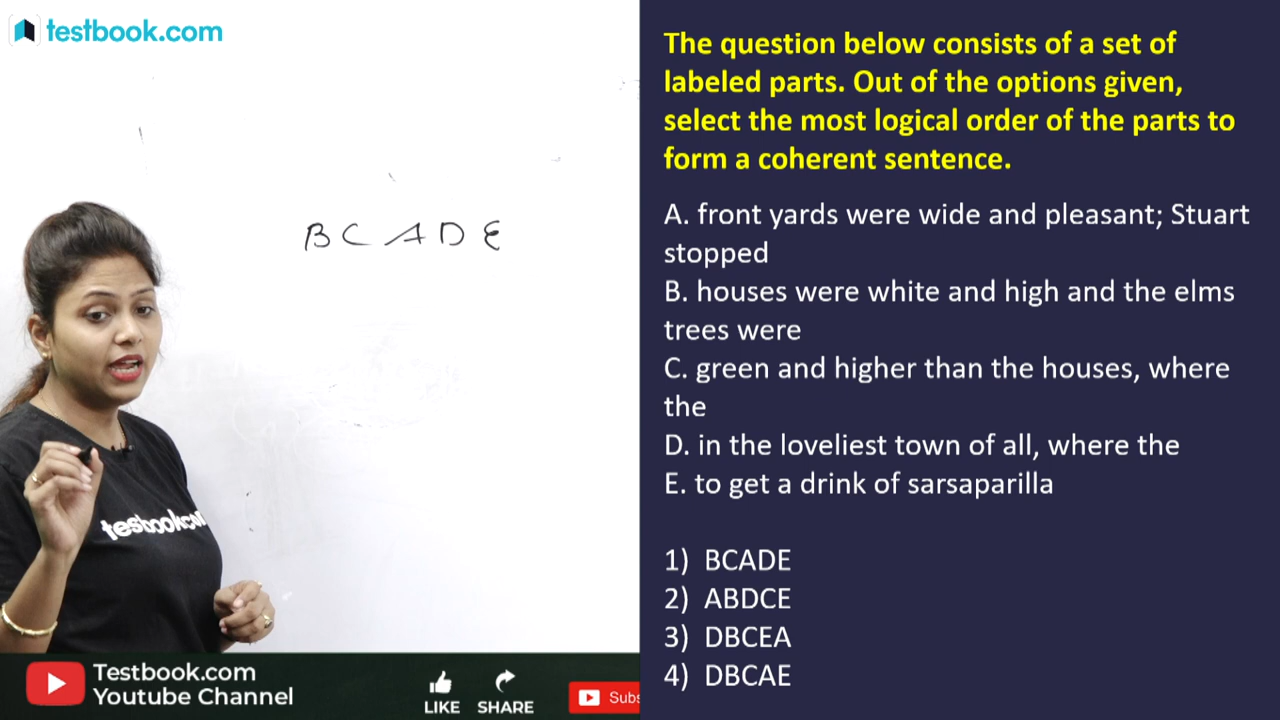 testbook.com
The question below consists of a set of
labeled parts. Out of the options given,
select the most logical order of the parts to
form a coherent sentence.
A. front yards were wide and pleasant; Stuart
stopped
B. houses were white and high and the elms
trees were
C. green and higher than the houses, where
the
D. in the loveliest town of all, where the
E. to get a drink of sarsaparilla
1) BCADE
2) ABDCE
3) DBCEA
4) DBCAE
B C A D E
testbook.co
Testbook.com
Youtube Channel
LIKE
SHARE
Subs